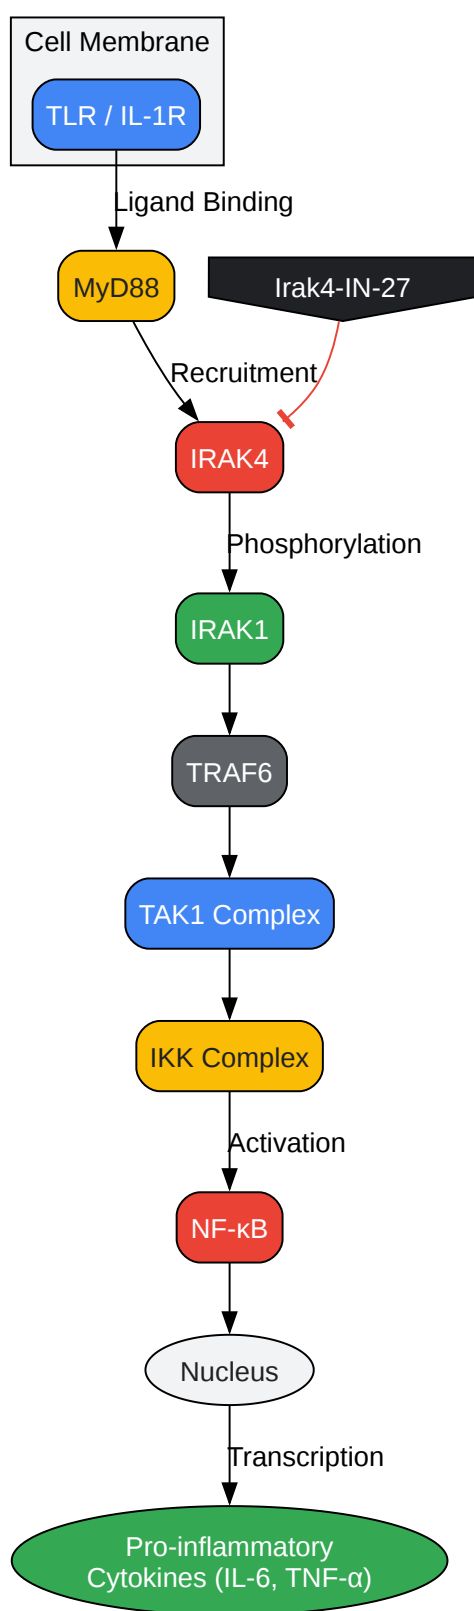 Cell Membrane
TLR / IL-1R
Ligand Binding
MyD88
Irak4-IN-27
Recruitment
IRAK4
Phosphorylation
IRAK1
TRAF6
TAK1 Complex
IKK Complex
Activation
NF-κB
Nucleus
Transcription
Pro-inflammatory
Cytokines (IL-6, TNF-α)